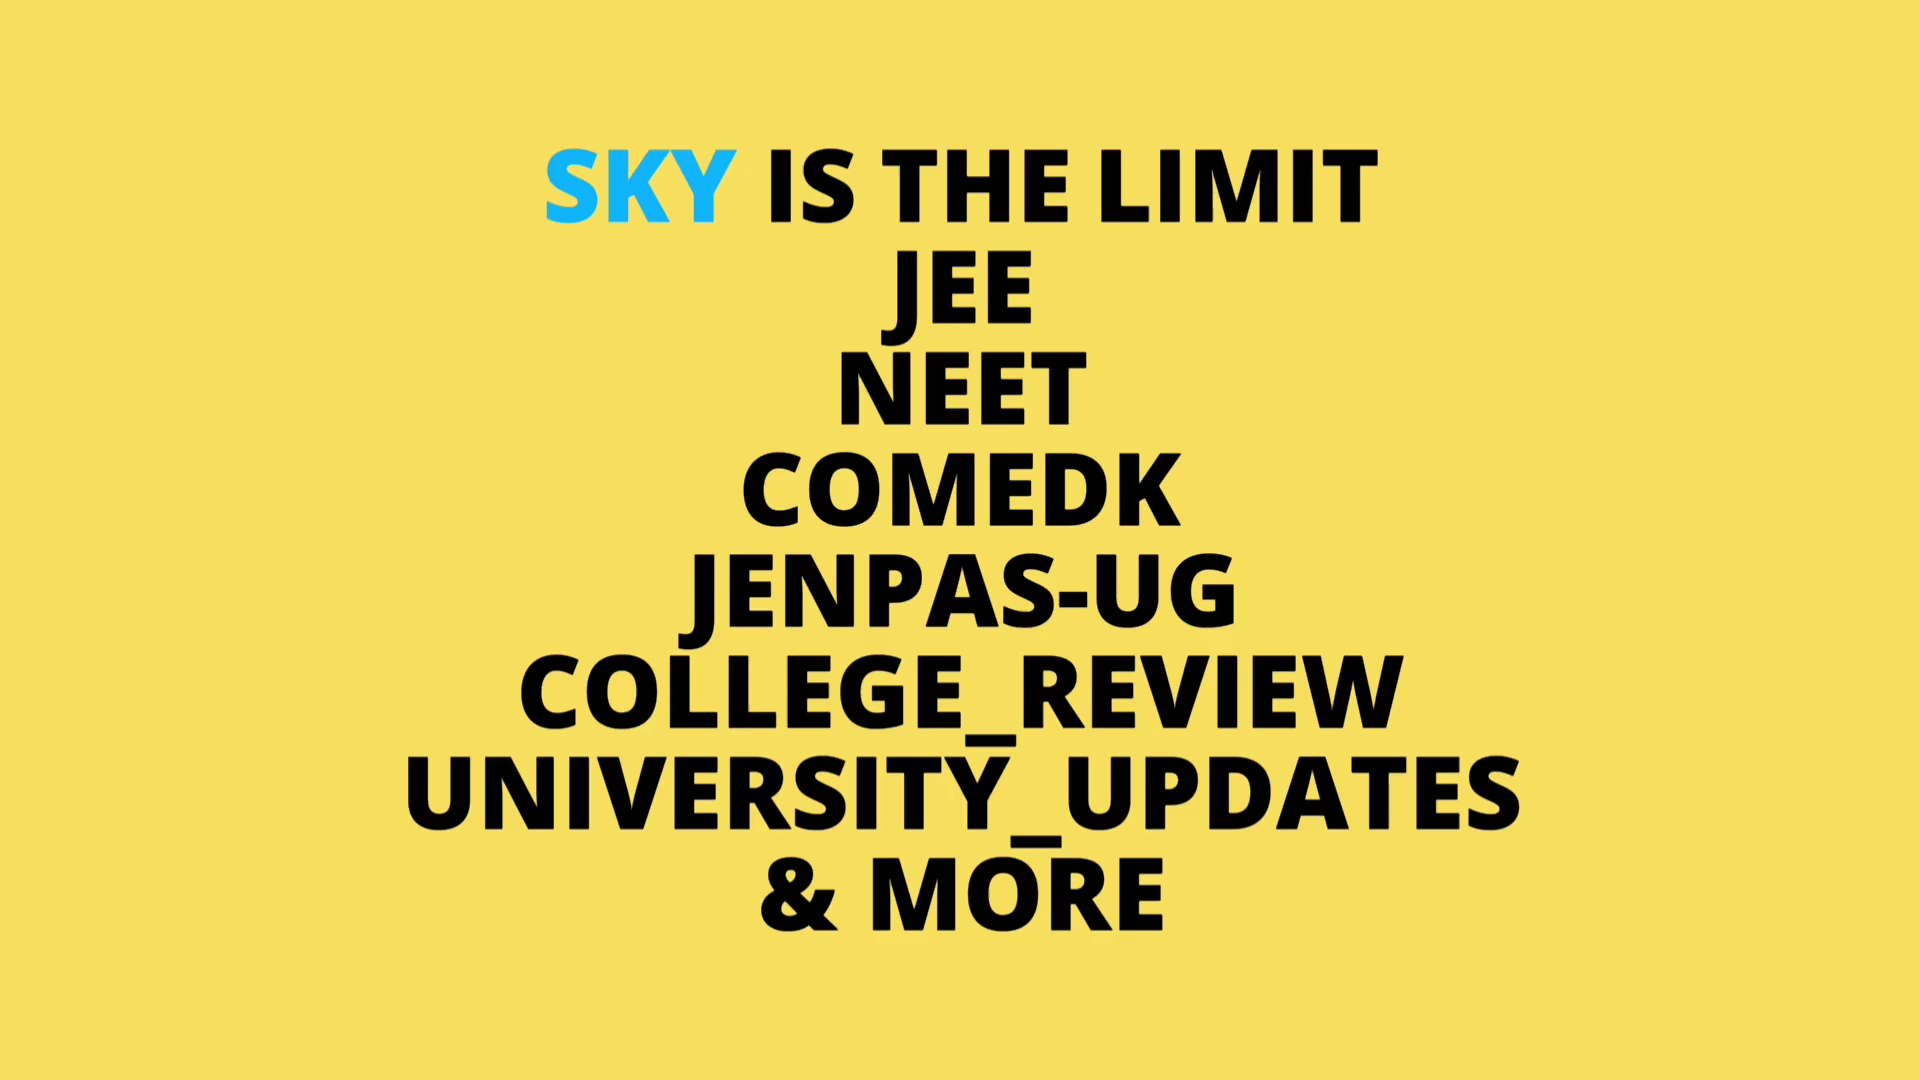 SKY IS THE LIMIT
JEE
NEET
COMEDK
JENPAS-UG
COLLEGE_REVIEW
UNIVERSITY_UPDATES
& MORE